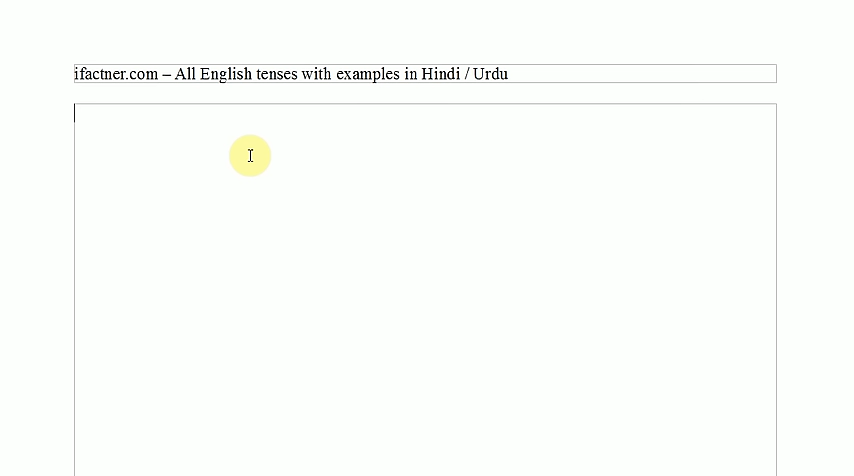 ifactner.com – All English tenses with examples in Hindi / Urdu